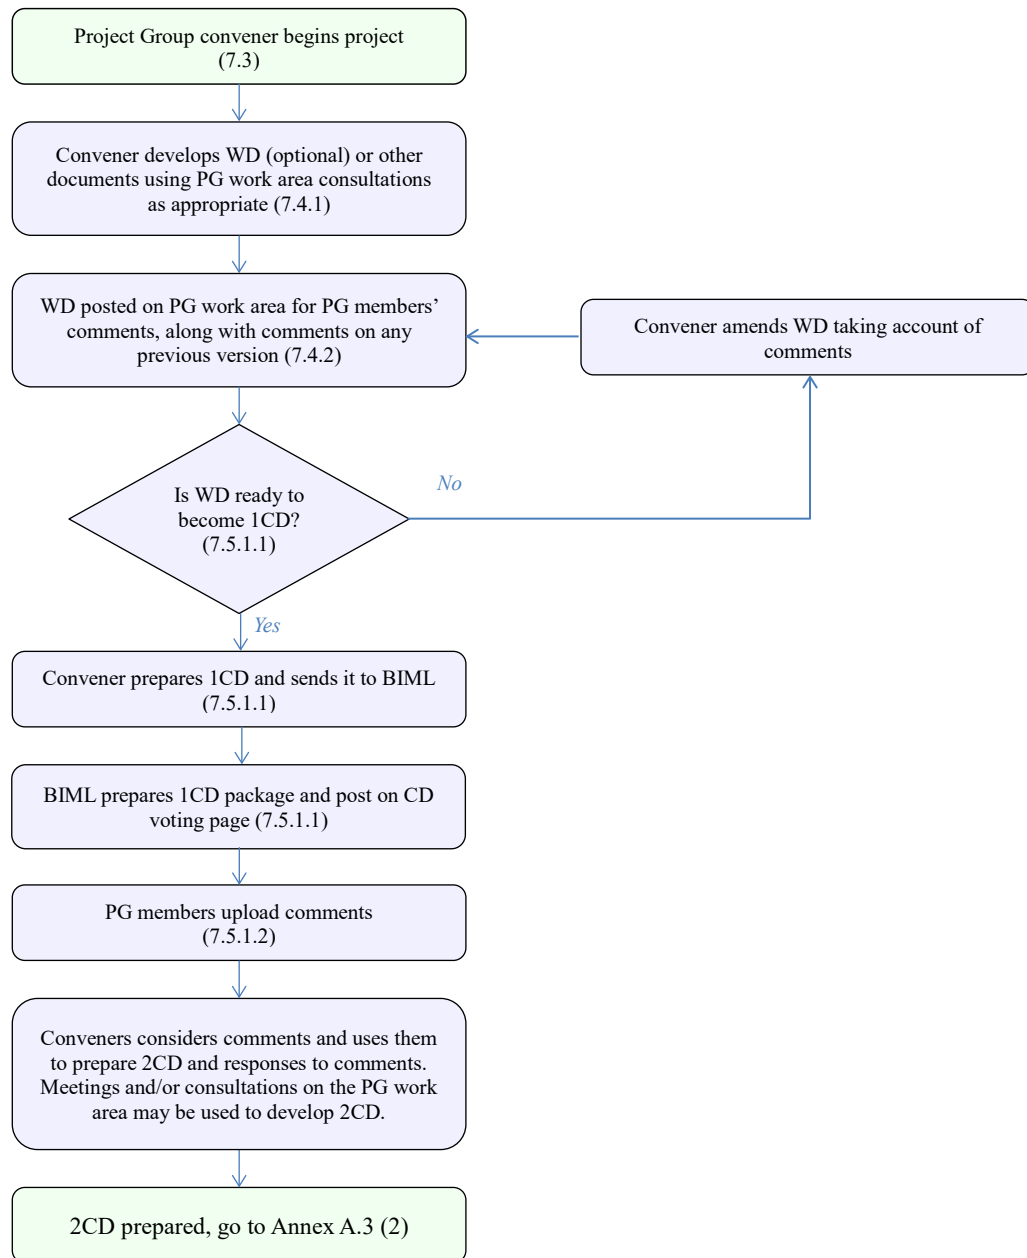 Project Group convener begins project
(7.3)
Convener develops WD (optional) or other
documents using PG work area consultations
as appropriate (7.4.1)
WD posted on PG work area for PG members’
comments, along with comments on any
previous version (7.4.2)
Convener amends WD taking account of
comments
Is WD ready to
become 1CD?
(7.5.1.1)
No
Yes
Convener prepares 1CD and sends it to BIML
(7.5.1.1)
BIML prepares 1CD package and post on CD
voting page (7.5.1.1)
PG members upload comments
(7.5.1.2)
Conveners considers comments and uses them
to prepare 2CD and responses to comments.
Meetings and/or consultations on the PG work
area may be used to develop 2CD.
2CD prepared, go to Annex A.3 (2)